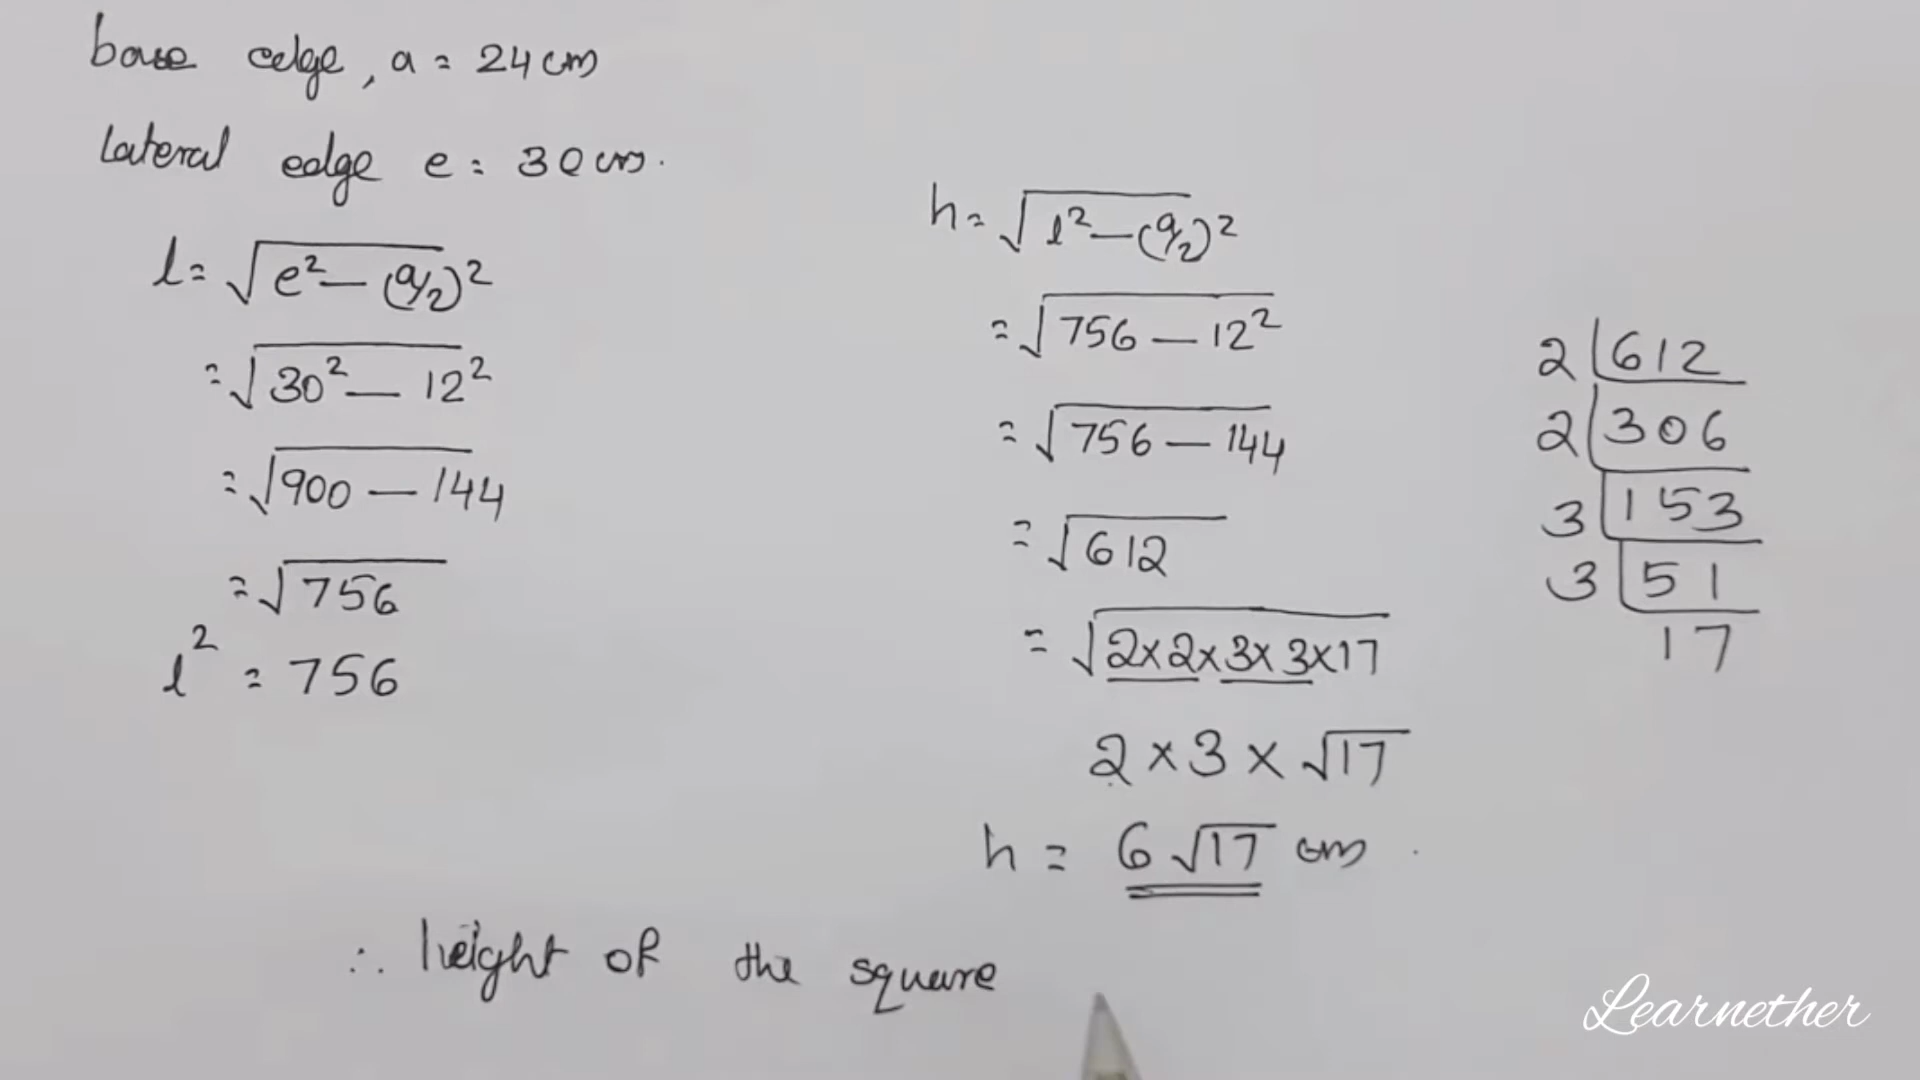 base edge, a = 24 cm
lateral edge e = 30 cm.
l = √e² — (a/2)²
= √30² — 12²
= √900 — 144
= √756
l² = 756
h = √l² — (a/2)²
= √756 — 12²
= √756 — 144
= √612
= √2×2×3×3×17
2 × 3 × √17
h = 6√17 cm.
2 | 612
2 | 306
3 | 153
3 | 51
17
∴ height of the square
Learnether